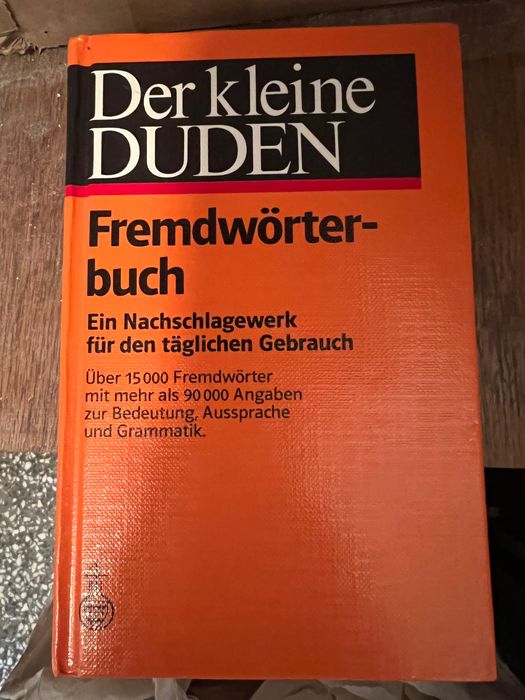 Der kleine
DUDEN
Fremdwörter-
buch
Ein Nachschlagewerk
für den täglichen Gebrauch
Über 15 000 Fremdwörter
mit mehr als 90 000 Angaben
zur Bedeutung, Aussprache
und Grammatik.